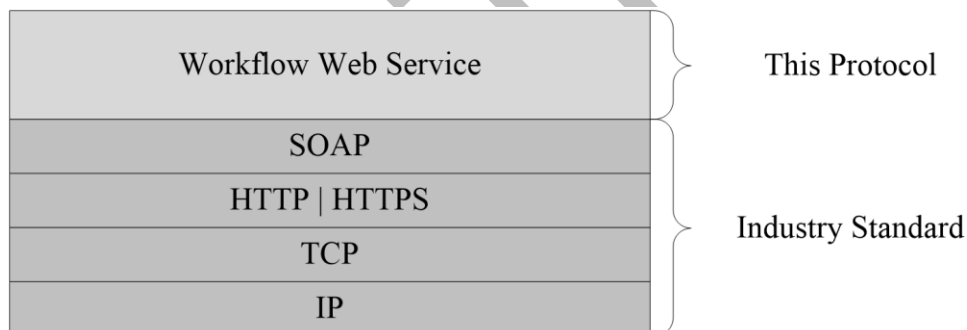 Workflow Web Service
This Protocol
SOAP
HTTP | HTTPS
TCP
IP
Industry Standard